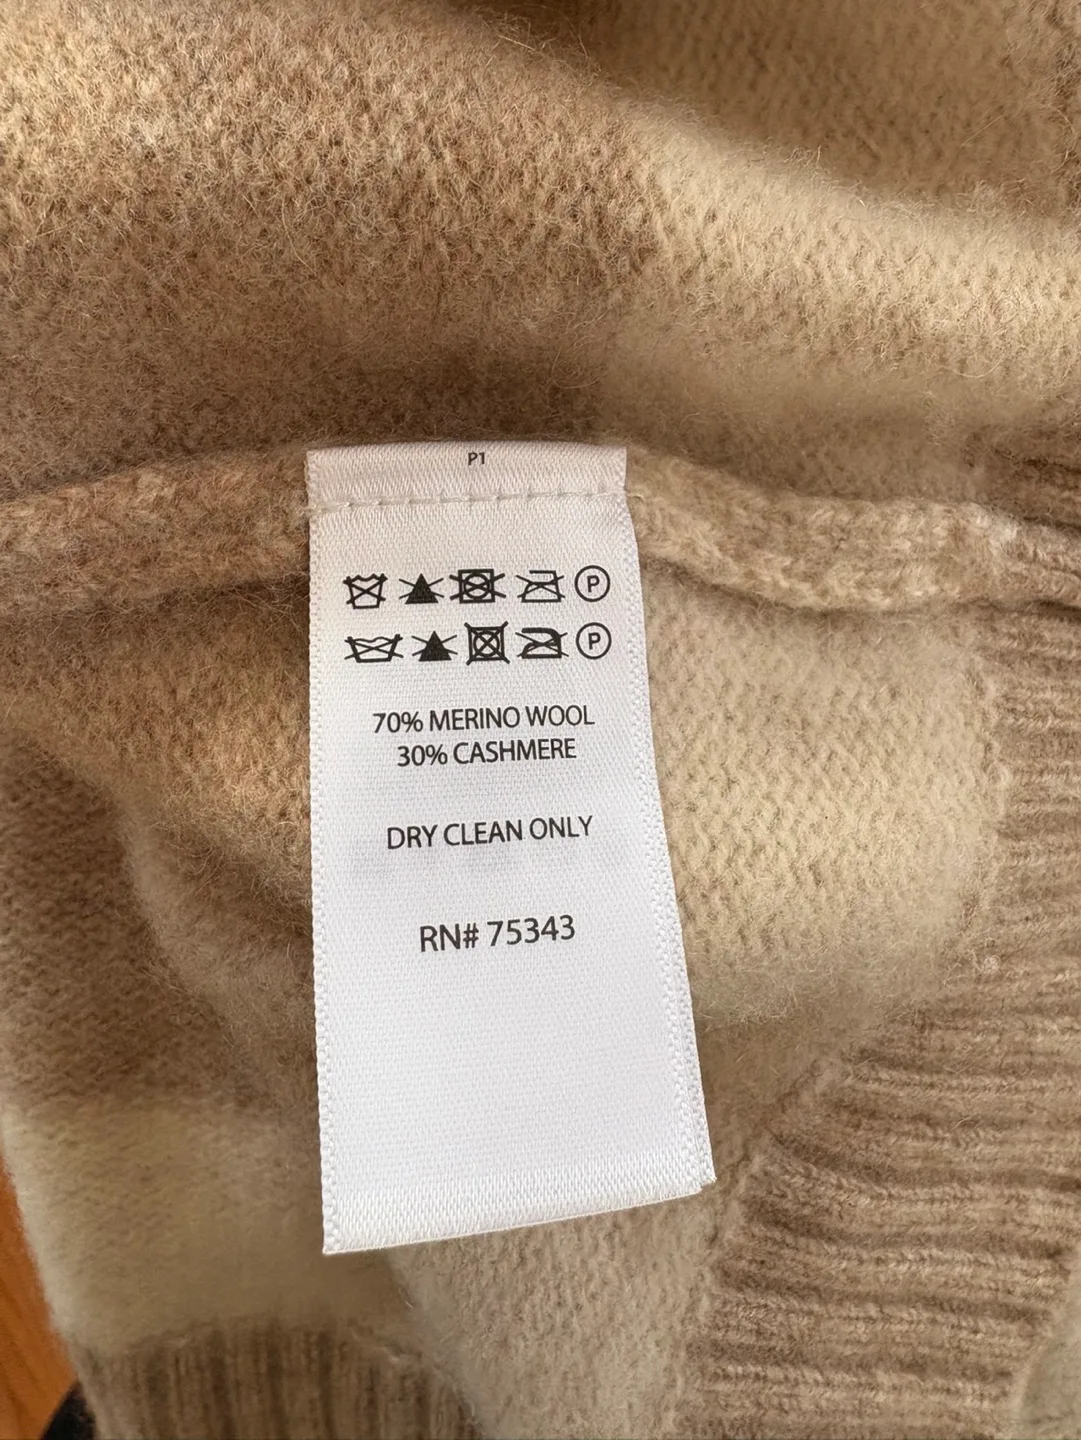 P1
P
P
70% MERINO WOOL
30% CASHMERE
DRY CLEAN ONLY
RN# 75343